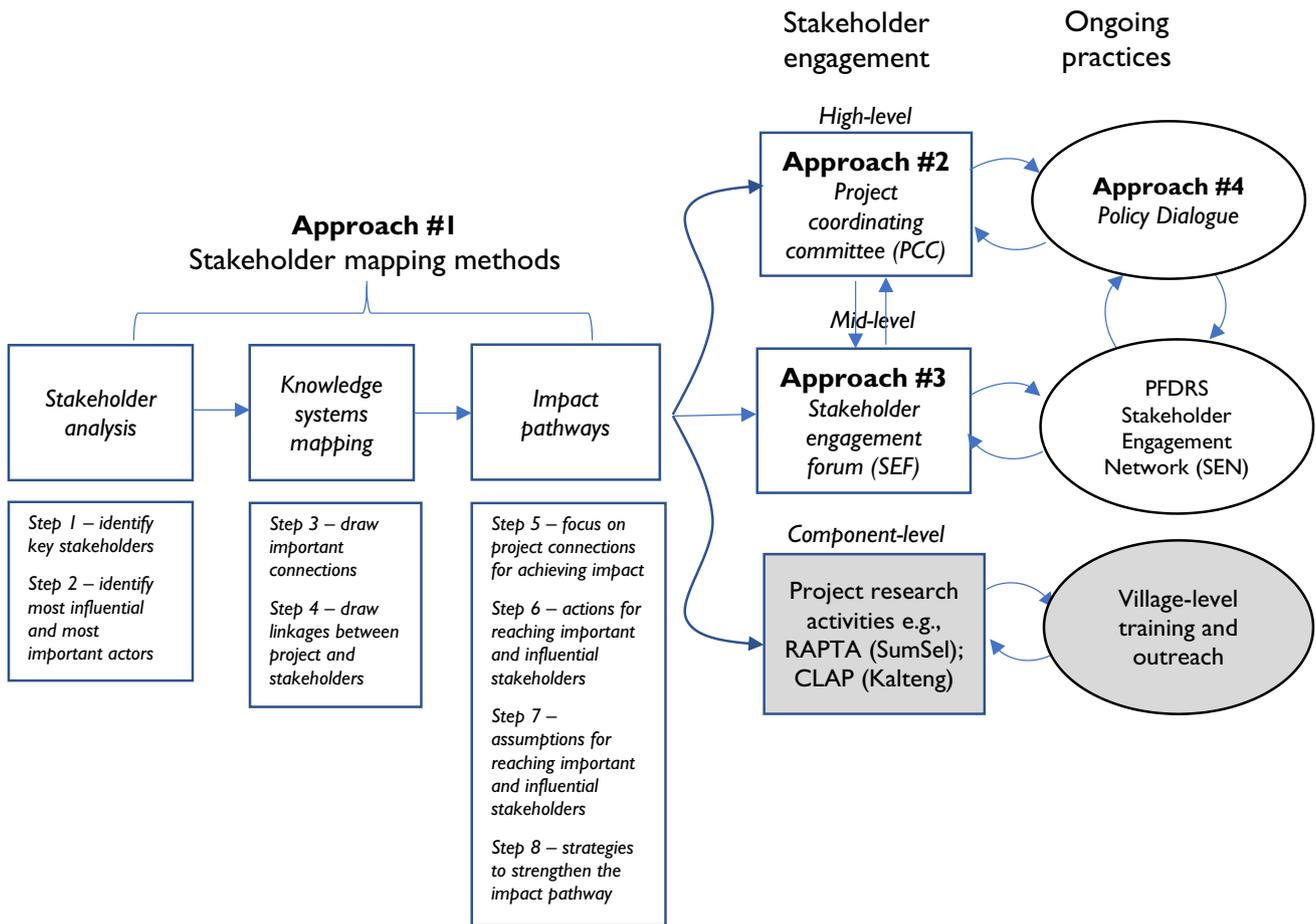 Stakeholder
engagement
Ongoing
practices
High-level
Approach #2
Project
coordinating
committee (PCC)
Approach #4
Policy Dialogue
Approach #1
Stakeholder mapping methods
Mid-level
Stakeholder
analysis
Knowledge
systems
mapping
Impact
pathways
Approach #3
Stakeholder
engagement
forum (SEF)
PFDRS
Stakeholder
Engagement
Network (SEN)
Step 1 – identify
key stakeholders
Step 2 – identify
most influential
and most
important actors
Step 3 – draw
important
connections
Step 4 – draw
linkages between
project and
stakeholders
Step 5 – focus on
project connections
for achieving impact
Step 6 – actions for
reaching important
and influential
stakeholders
Step 7 –
assumptions for
reaching important
and influential
stakeholders
Step 8 – strategies
to strengthen the
impact pathway
Component-level
Project research
activities e.g.,
RAPTA (SumSel);
CLAP (Kalteng)
Village-level
training and
outreach